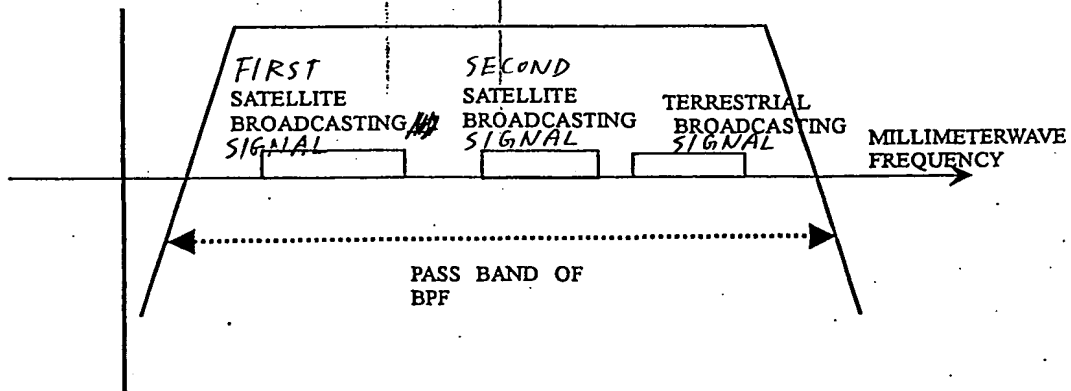 FIRST
SATELLITE
BROADCASTING
SIGNAL
SECOND
SATELLITE
BROADCASTING
SIGNAL
TERRESTRIAL
BROADCASTING
SIGNAL
MILLIMETERWAVE
FREQUENCY
PASS BAND OF
BPF